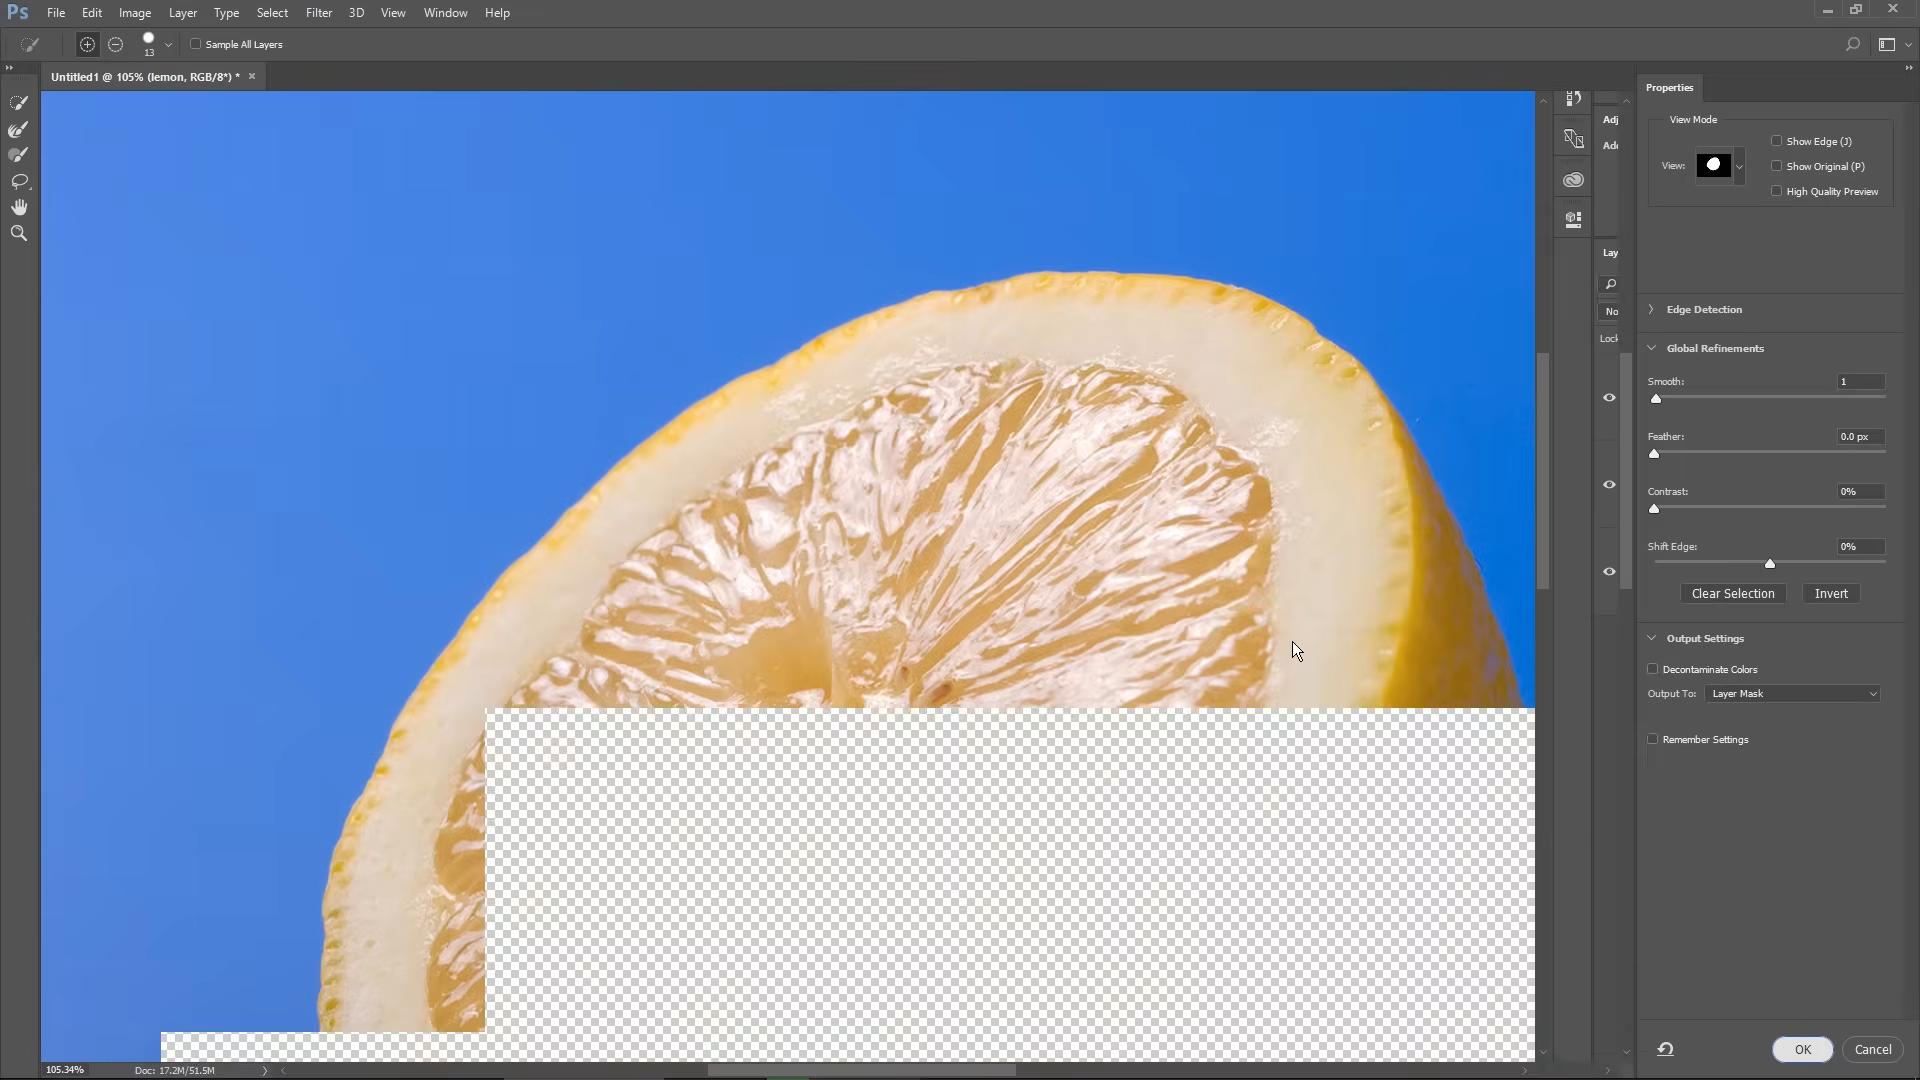 Ps File Edit Image Layer Type Select Filter 3D View Window Help
13 Sample All Layers
Untitled1 @ 105% (lemon, RGB/8*) * ×
Properties
View Mode
View:
Show Edge (J)
Show Original (P)
High Quality Preview
Adj
Add
Lay
No
Lock
Edge Detection
Global Refinements
Smooth: 1
Feather: 0.0 px
Contrast: 0%
Shift Edge: 0%
Clear Selection Invert
Output Settings
Decontaminate Colors
Output To: Layer Mask
Remember Settings
OK Cancel
105.34% Doc: 17.2M/51.5M